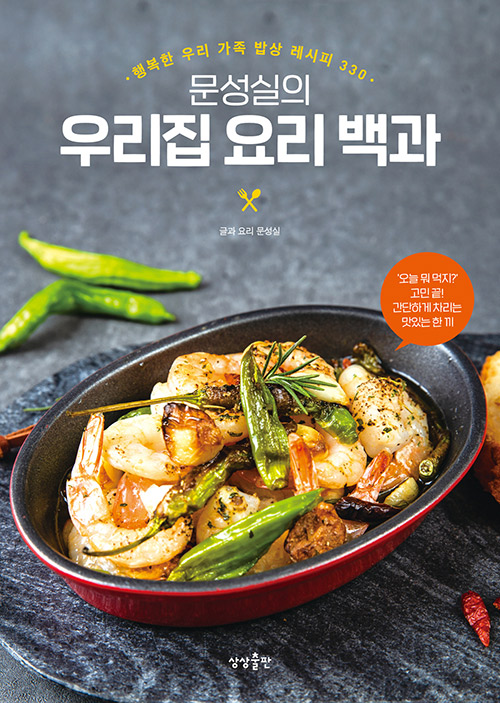 · 행복한 우리 가족 밥상 레시피 330 ·
문성실의
우리집 요리 백과
글과 요리 문성실
'오늘 뭐 먹지?'
고민 끝!
간단하게 차리는
맛있는 한 끼
상상출판